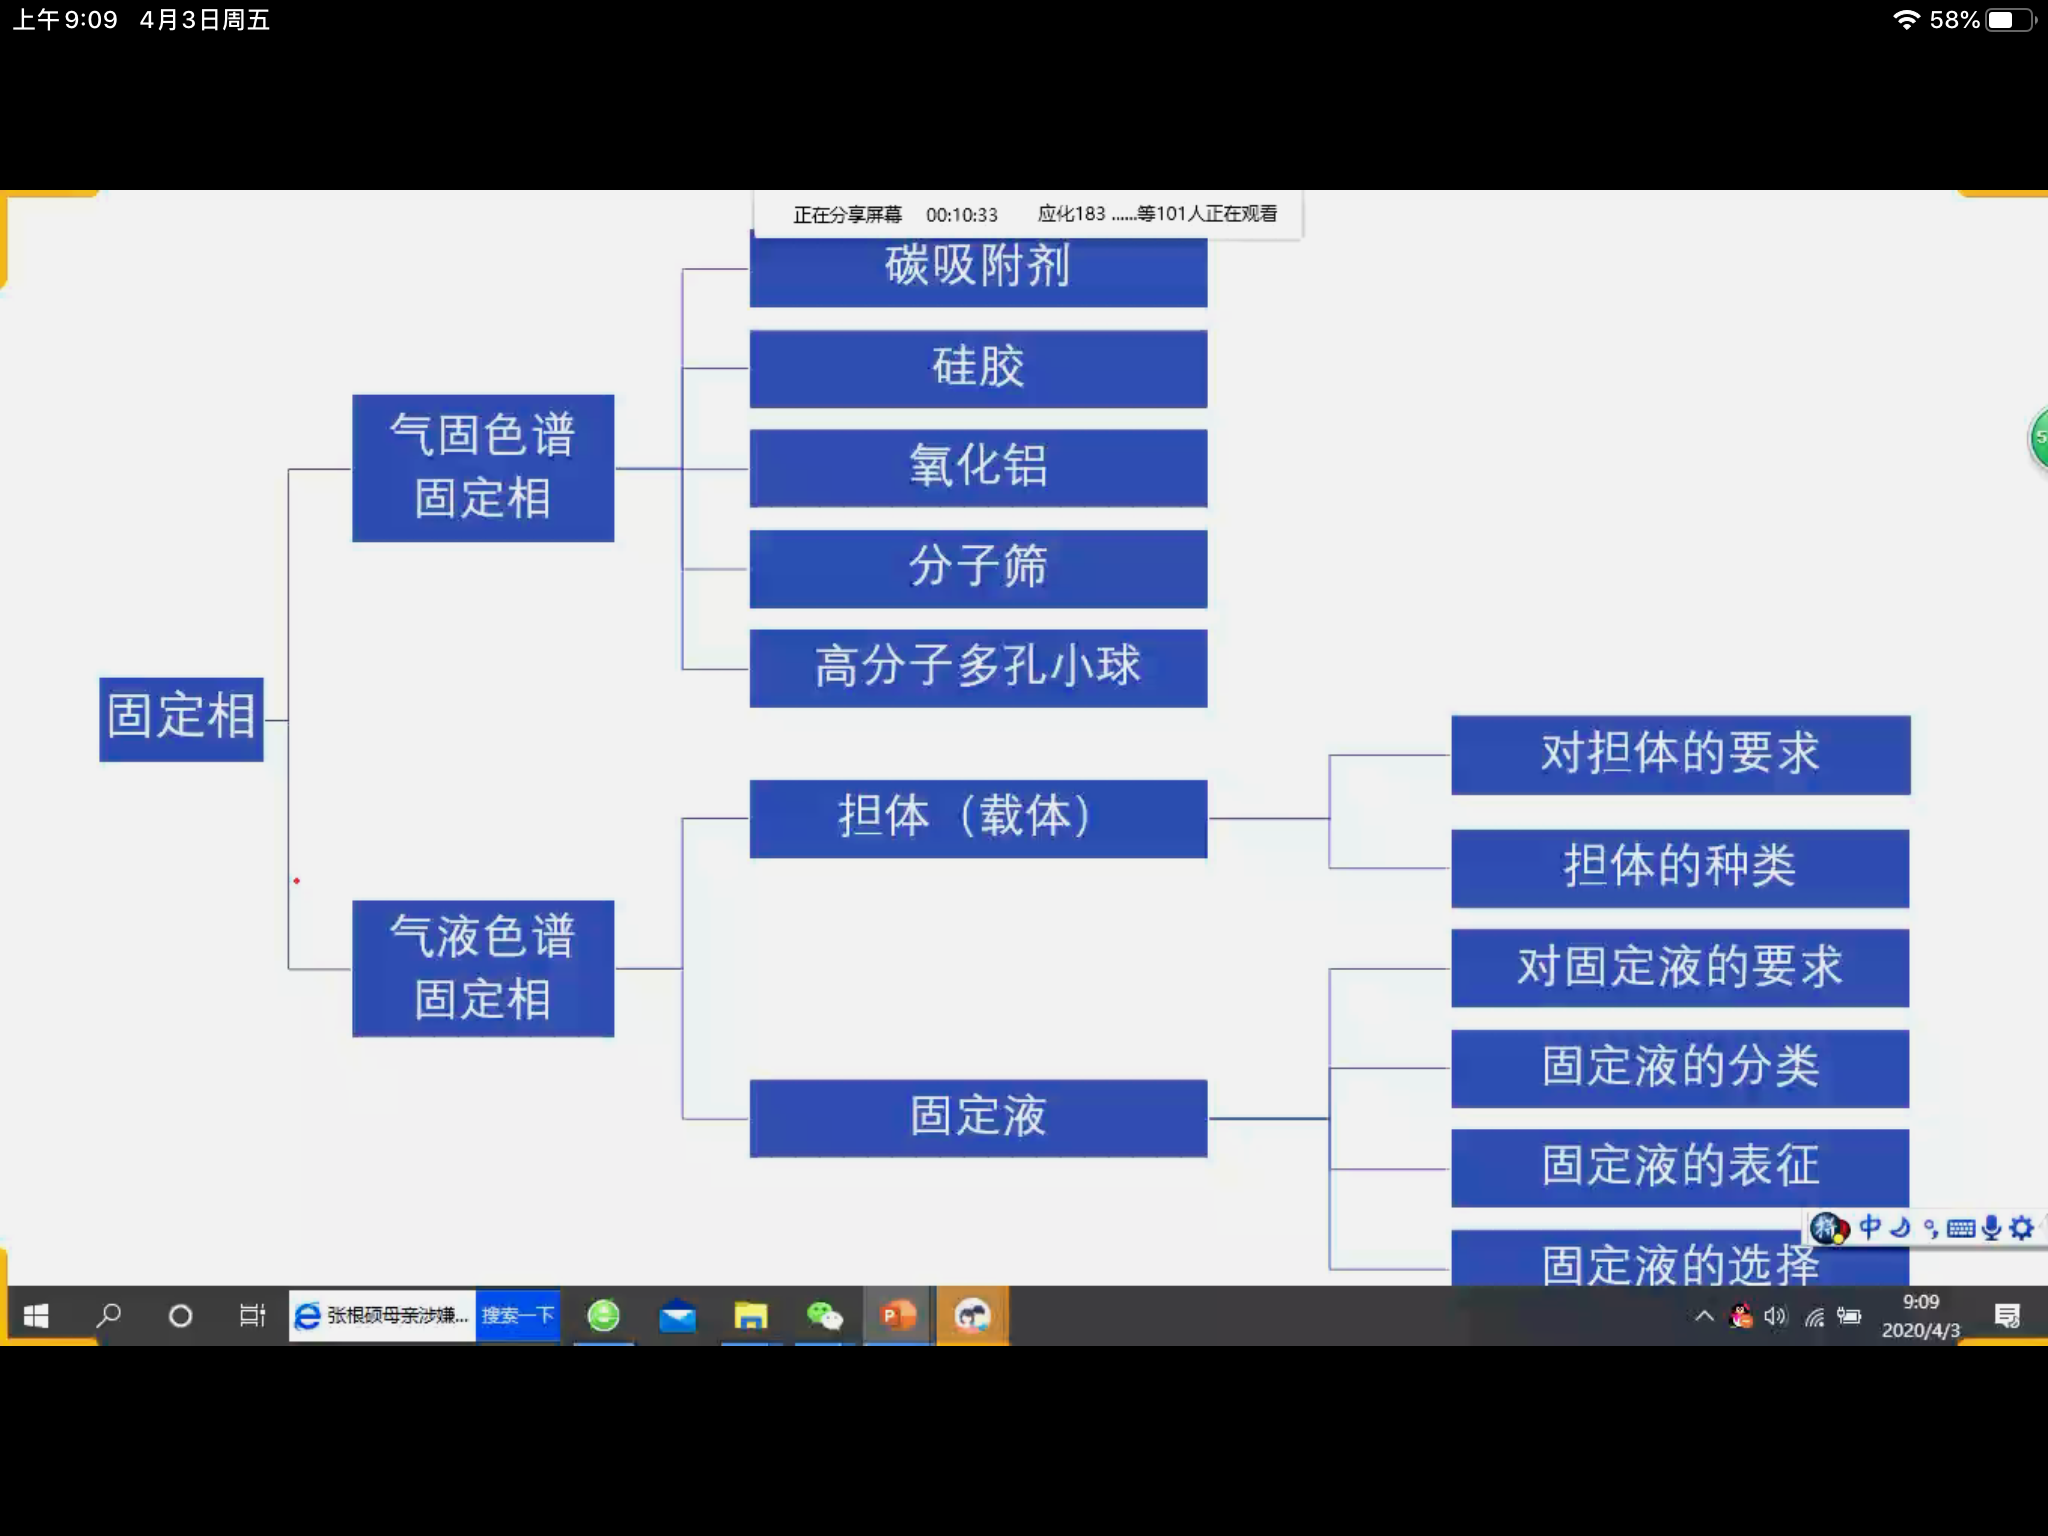 上午9:09 4月3日周五
58%
正在分享屏幕 00:10:33 应化183 ......等101人正在观看
碳吸附剂
硅胶
气固色谱
固定相
氧化铝
分子筛
高分子多孔小球
固定相
对担体的要求
担体（载体）
担体的种类
气液色谱
固定相
对固定液的要求
固定液的分类
固定液
固定液的表征
固定液的选择
中
张根硕母亲涉嫌...
搜索一下
9:09
2020/4/3